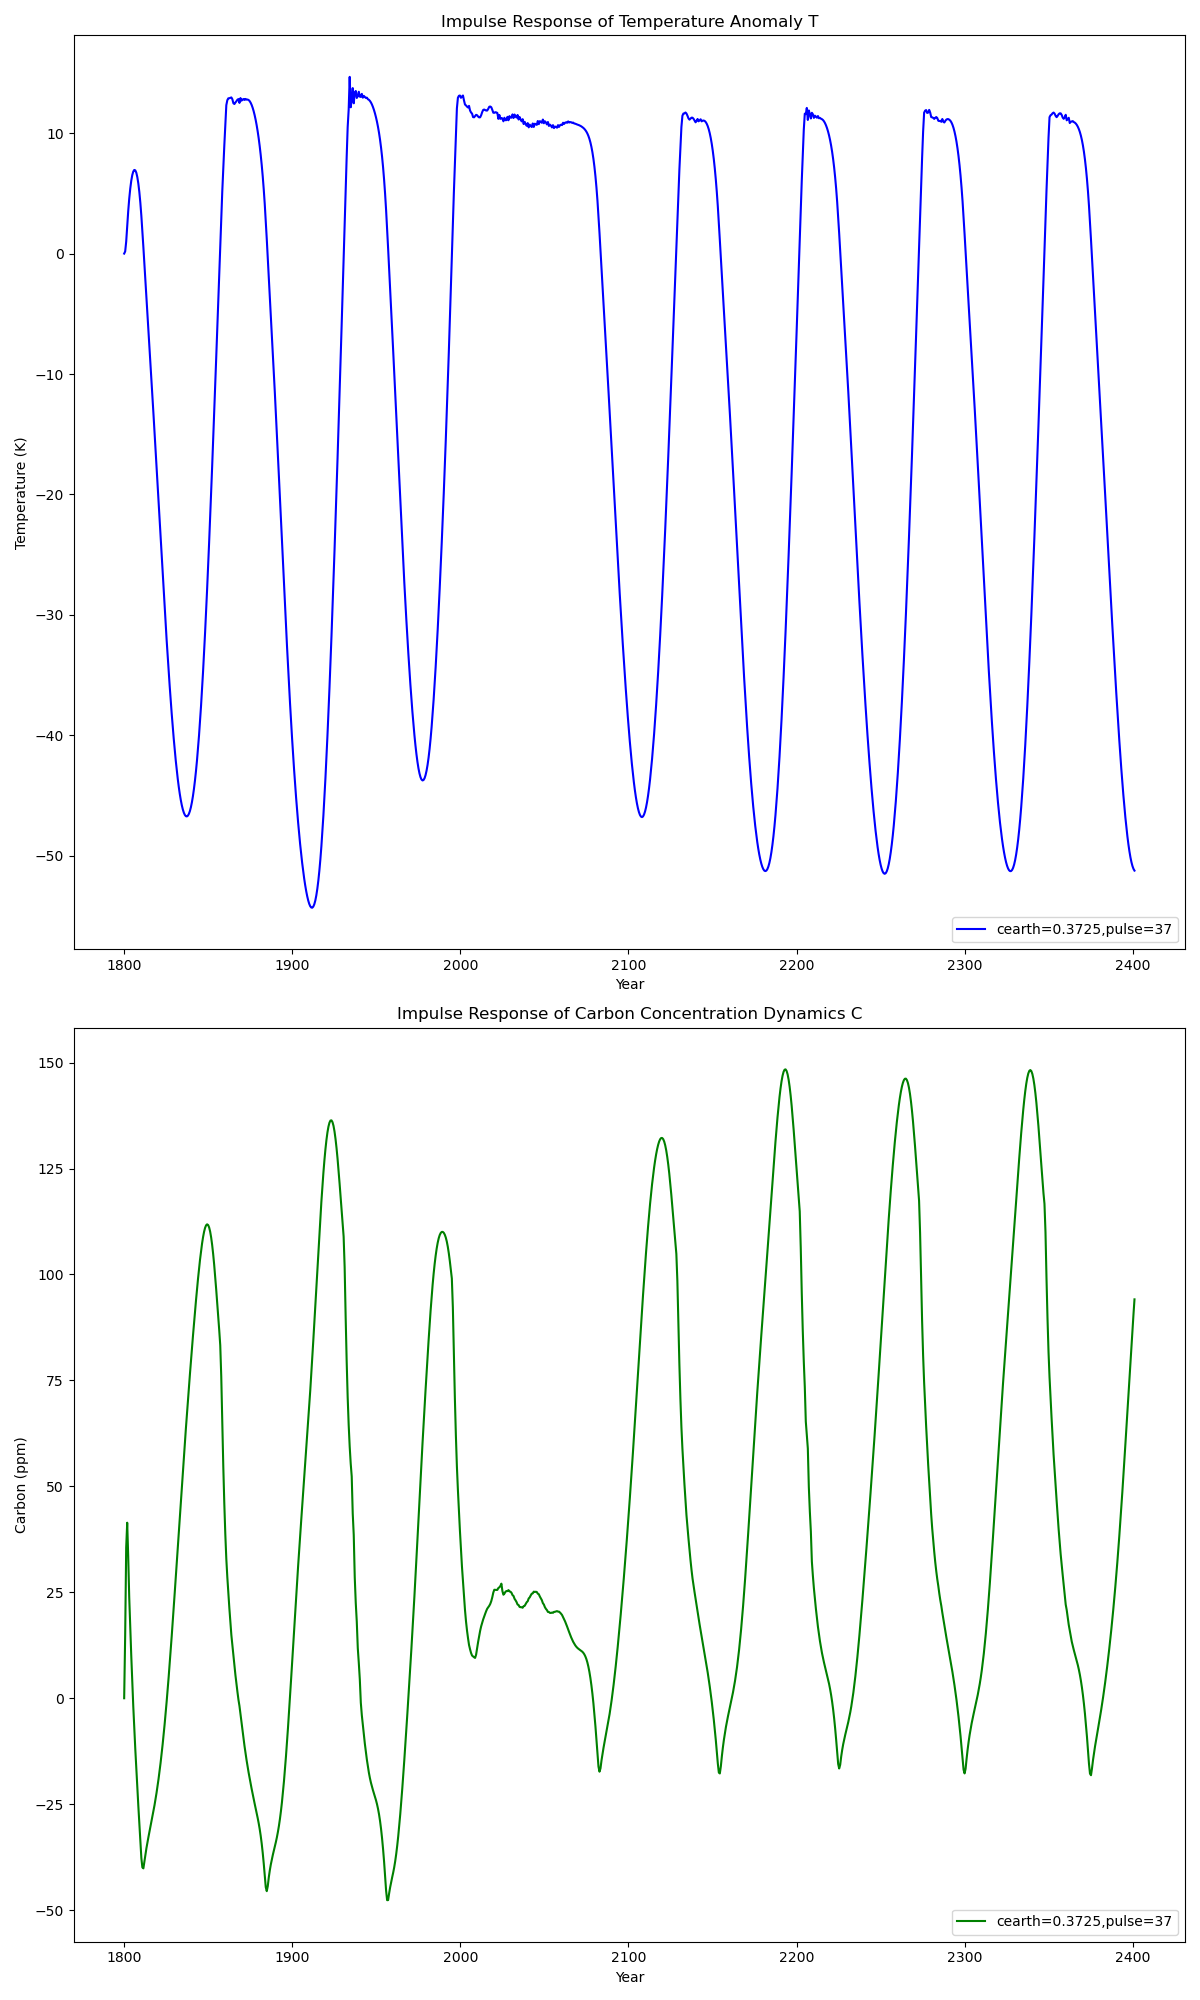 Impulse Response of Temperature Anomaly T
10
0
−10
−20
−30
−40
−50
Temperature (K)
cearth=0.3725,pulse=37
1800 1900 2000 2100 2200 2300 2400
Year
Impulse Response of Carbon Concentration Dynamics C
150
125
100
75
50
25
0
−25
−50
Carbon (ppm)
cearth=0.3725,pulse=37
1800 1900 2000 2100 2200 2300 2400
Year